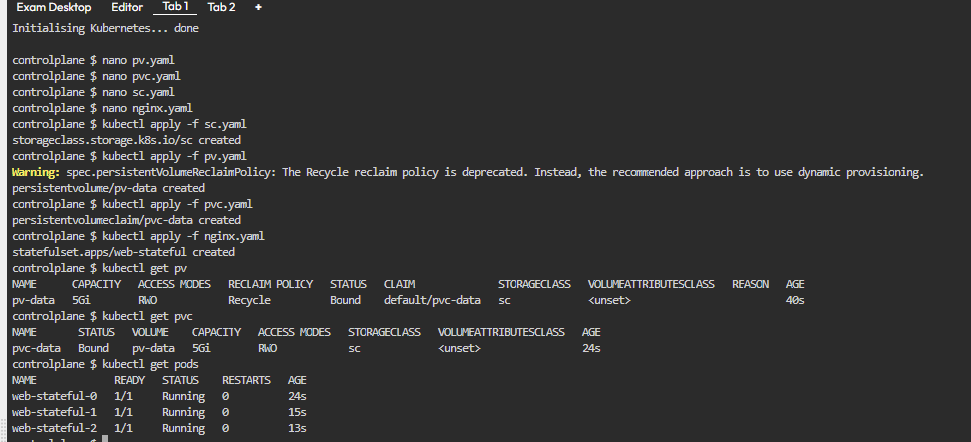 Exam Desktop Editor Tab 1 Tab 2 +
Initialising Kubernetes... done
controlplane $ nano pv.yaml
controlplane $ nano pvc.yaml
controlplane $ nano sc.yaml
controlplane $ nano nginx.yaml
controlplane $ kubectl apply -f sc.yaml
storageclass.storage.k8s.io/sc created
controlplane $ kubectl apply -f pv.yaml
Warning: spec.persistentVolumeReclaimPolicy: The Recycle reclaim policy is deprecated. Instead, the recommended approach is to use dynamic provisioning.
persistentvolume/pv-data created
controlplane $ kubectl apply -f pvc.yaml
persistentvolumeclaim/pvc-data created
controlplane $ kubectl apply -f nginx.yaml
statefulset.apps/web-stateful created
controlplane $ kubectl get pv
NAME CAPACITY ACCESS MODES RECLAIM POLICY STATUS CLAIM STORAGECLASS VOLUMEATTRIBUTESCLASS REASON AGE
pv-data 5Gi RWO Recycle Bound default/pvc-data sc <unset> 40s
controlplane $ kubectl get pvc
NAME STATUS VOLUME CAPACITY ACCESS MODES STORAGECLASS VOLUMEATTRIBUTESCLASS AGE
pvc-data Bound pv-data 5Gi RWO sc <unset> 24s
controlplane $ kubectl get pods
NAME READY STATUS RESTARTS AGE
web-stateful-0 1/1 Running 0 24s
web-stateful-1 1/1 Running 0 15s
web-stateful-2 1/1 Running 0 13s